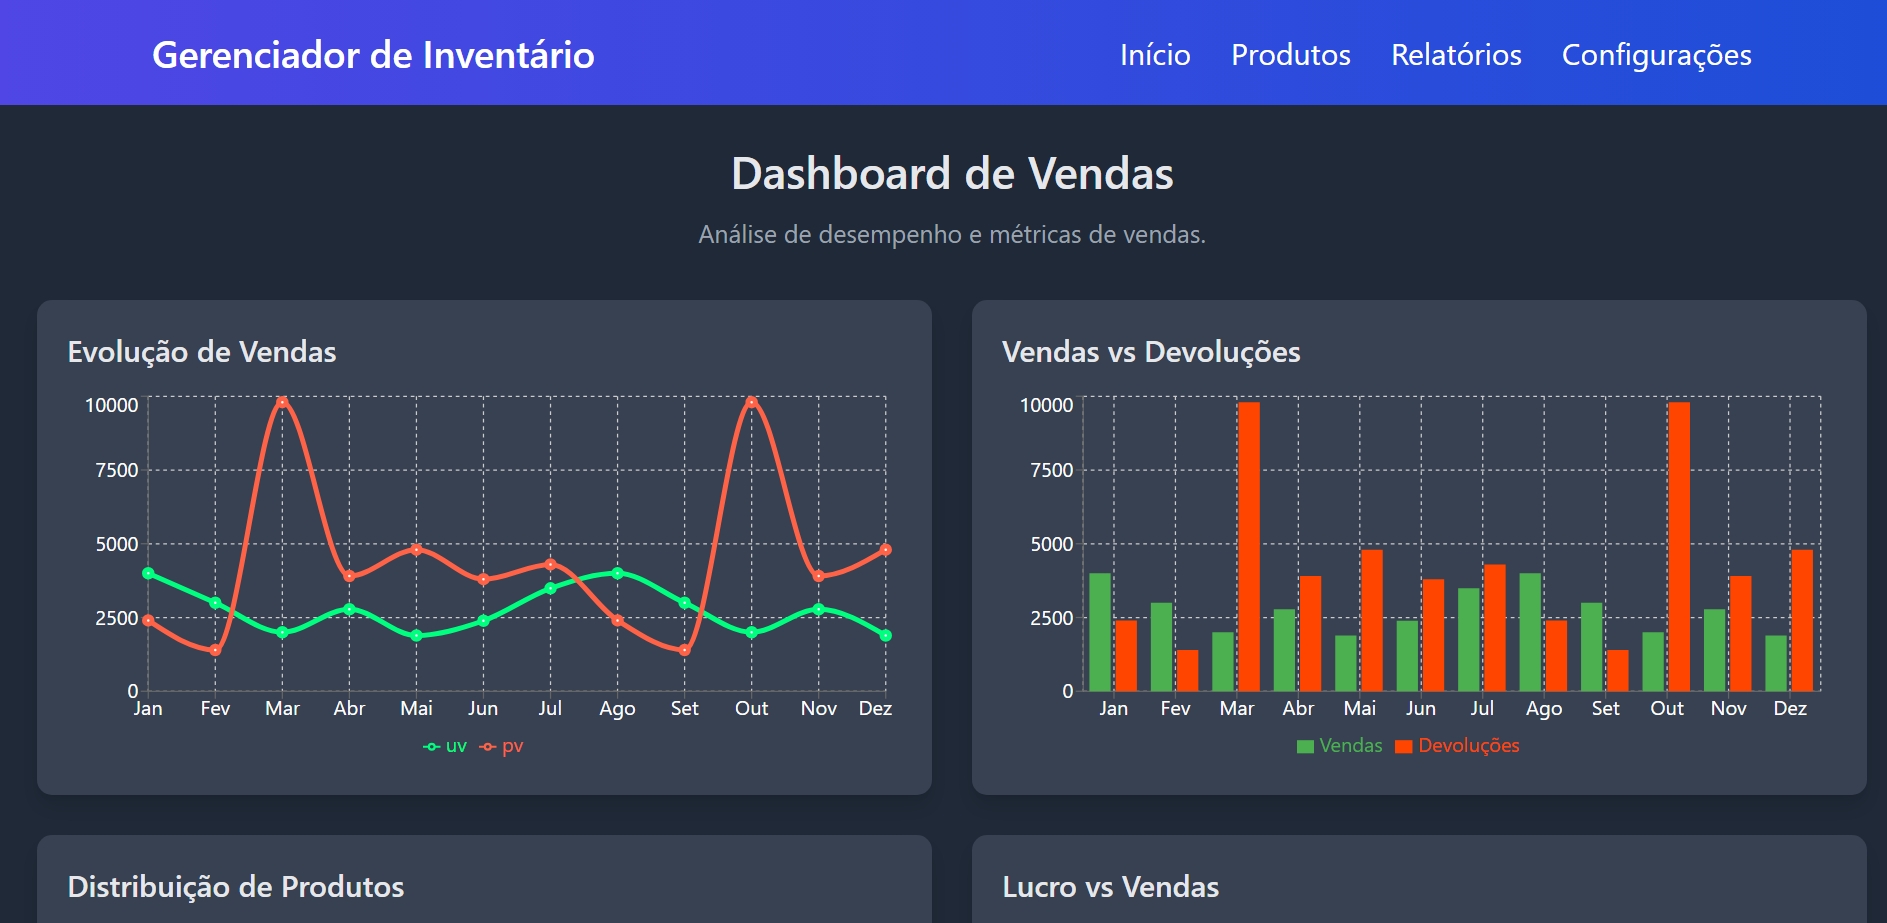 Gerenciador de Inventário
Início Produtos Relatórios Configurações
Dashboard de Vendas
Análise de desempenho e métricas de vendas.
Evolução de Vendas
10000
7500
5000
2500
0
Jan Fev Mar Abr Mai Jun Jul Ago Set Out Nov Dez
uv pv
Vendas vs Devoluções
10000
7500
5000
2500
0
Jan Fev Mar Abr Mai Jun Jul Ago Set Out Nov Dez
Vendas Devoluções
Distribuição de Produtos
Lucro vs Vendas